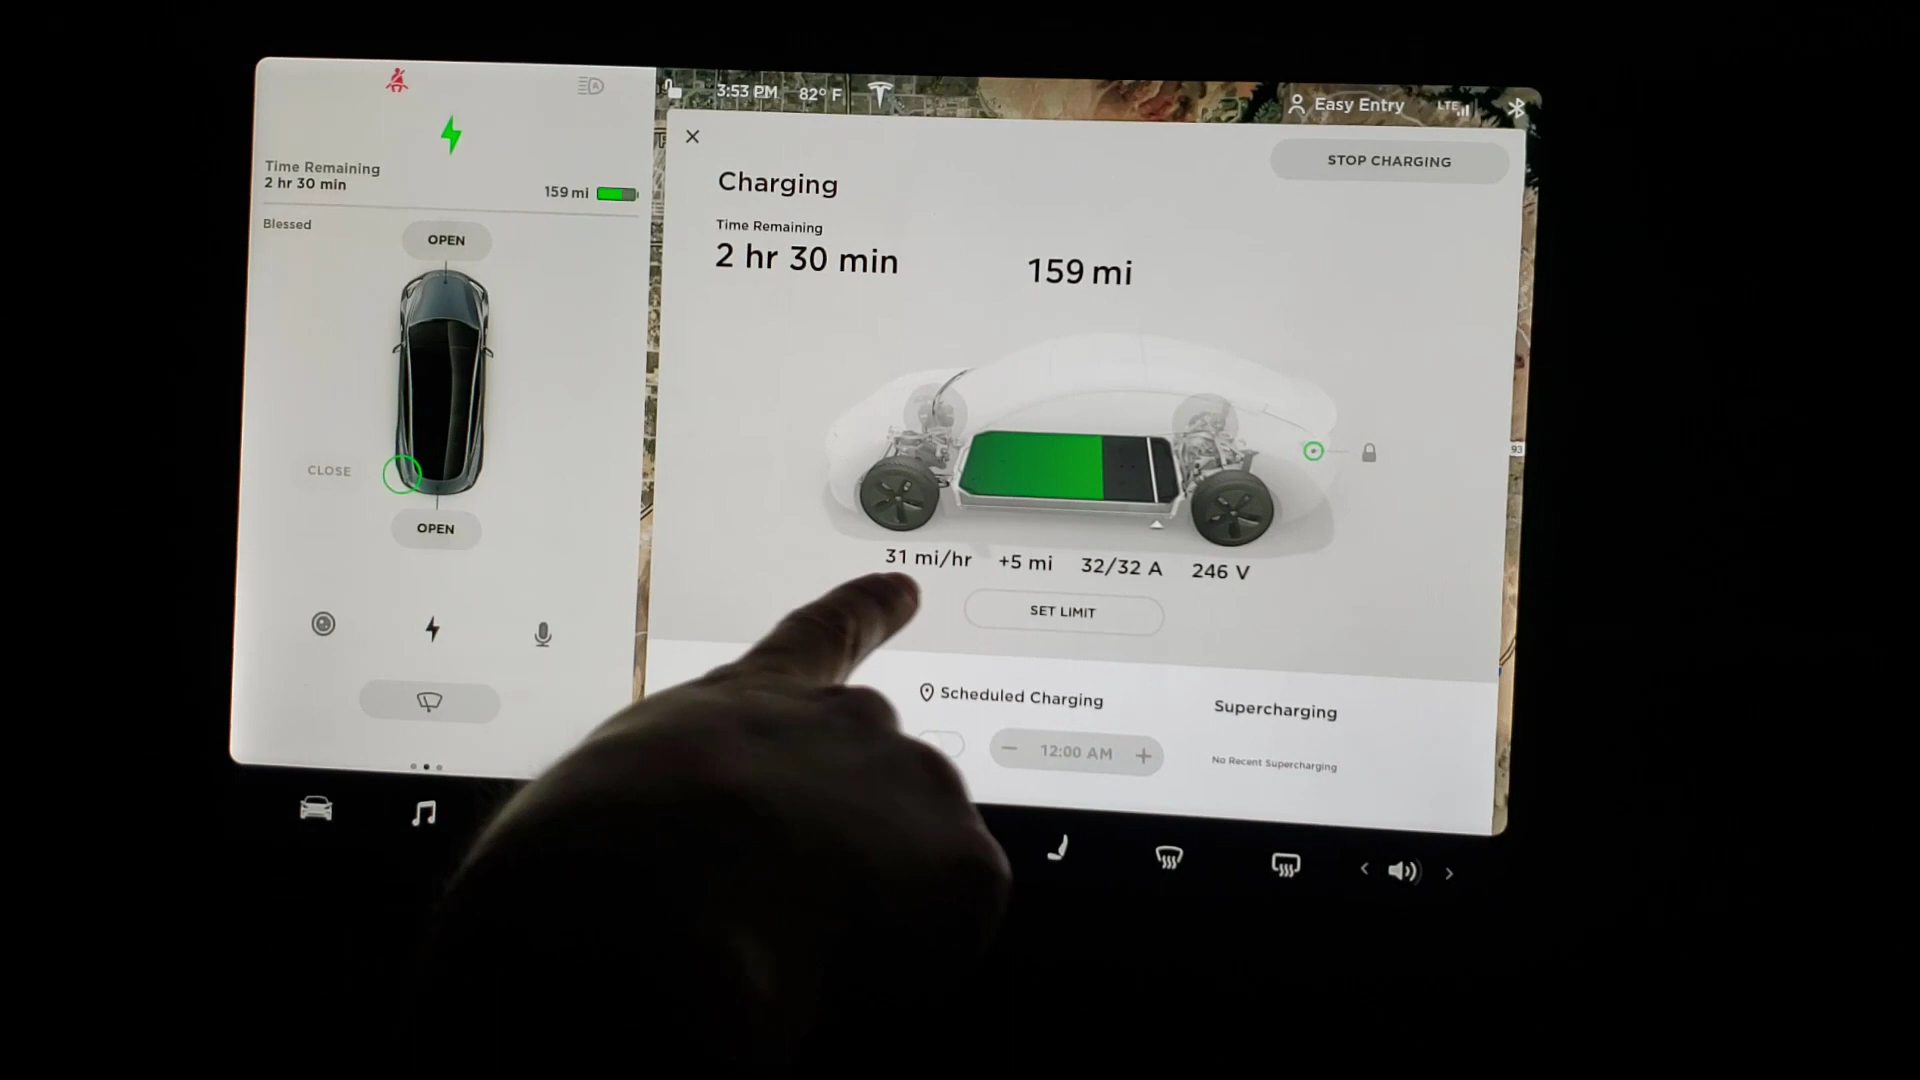 3:53 PM 82° F
Easy Entry LTE
Time Remaining
2 hr 30 min
159 mi
Blessed
OPEN
CLOSE
OPEN
STOP CHARGING
Charging
Time Remaining
2 hr 30 min
159 mi
31 mi/hr +5 mi 32/32 A 246 V
SET LIMIT
Scheduled Charging
12:00 AM
Supercharging
No Recent Supercharging
93